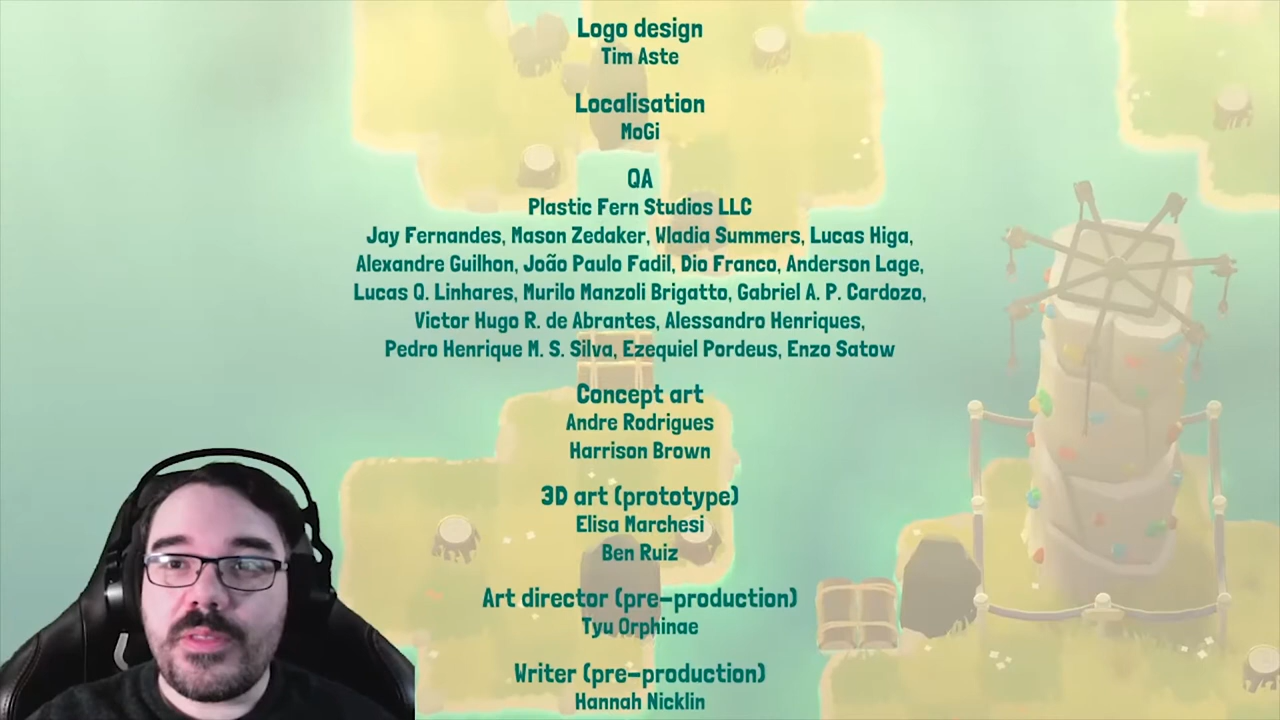 Logo design
Tim Aste
Localisation
MoGi
QA
Plastic Fern Studios LLC
Jay Fernandes, Mason Zedaker, Wladia Summers, Lucas Higa,
Alexandre Guilhon, João Paulo Fadil, Dio Franco, Anderson Lage,
Lucas Q. Linhares, Murilo Manzoli Brigatto, Gabriel A. P. Cardozo,
Victor Hugo R. de Abrantes, Alessandro Henriques,
Pedro Henrique M. S. Silva, Ezequiel Pordeus, Enzo Satow
Concept art
Andre Rodrigues
Harrison Brown
3D art (prototype)
Elisa Marchesi
Ben Ruiz
Art director (pre-production)
Tyu Orphinae
Writer (pre-production)
Hannah Nicklin